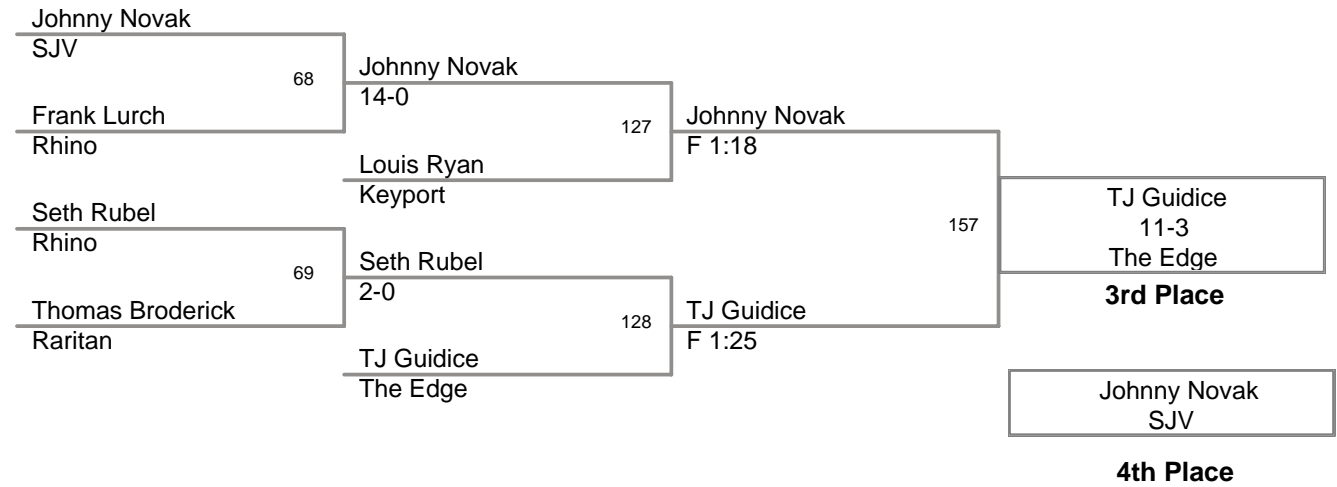 Johnny Novak
SJV
68
Johnny Novak
14-0
Frank Lurch
Rhino
127
Johnny Novak
F 1:18
Louis Ryan
Keyport
Seth Rubel
Rhino
69
Seth Rubel
2-0
Thomas Broderick
Raritan
128
TJ Guidice
F 1:25
TJ Guidice
The Edge
157
TJ Guidice
11-3
The Edge
3rd Place
Johnny Novak
SJV
4th Place